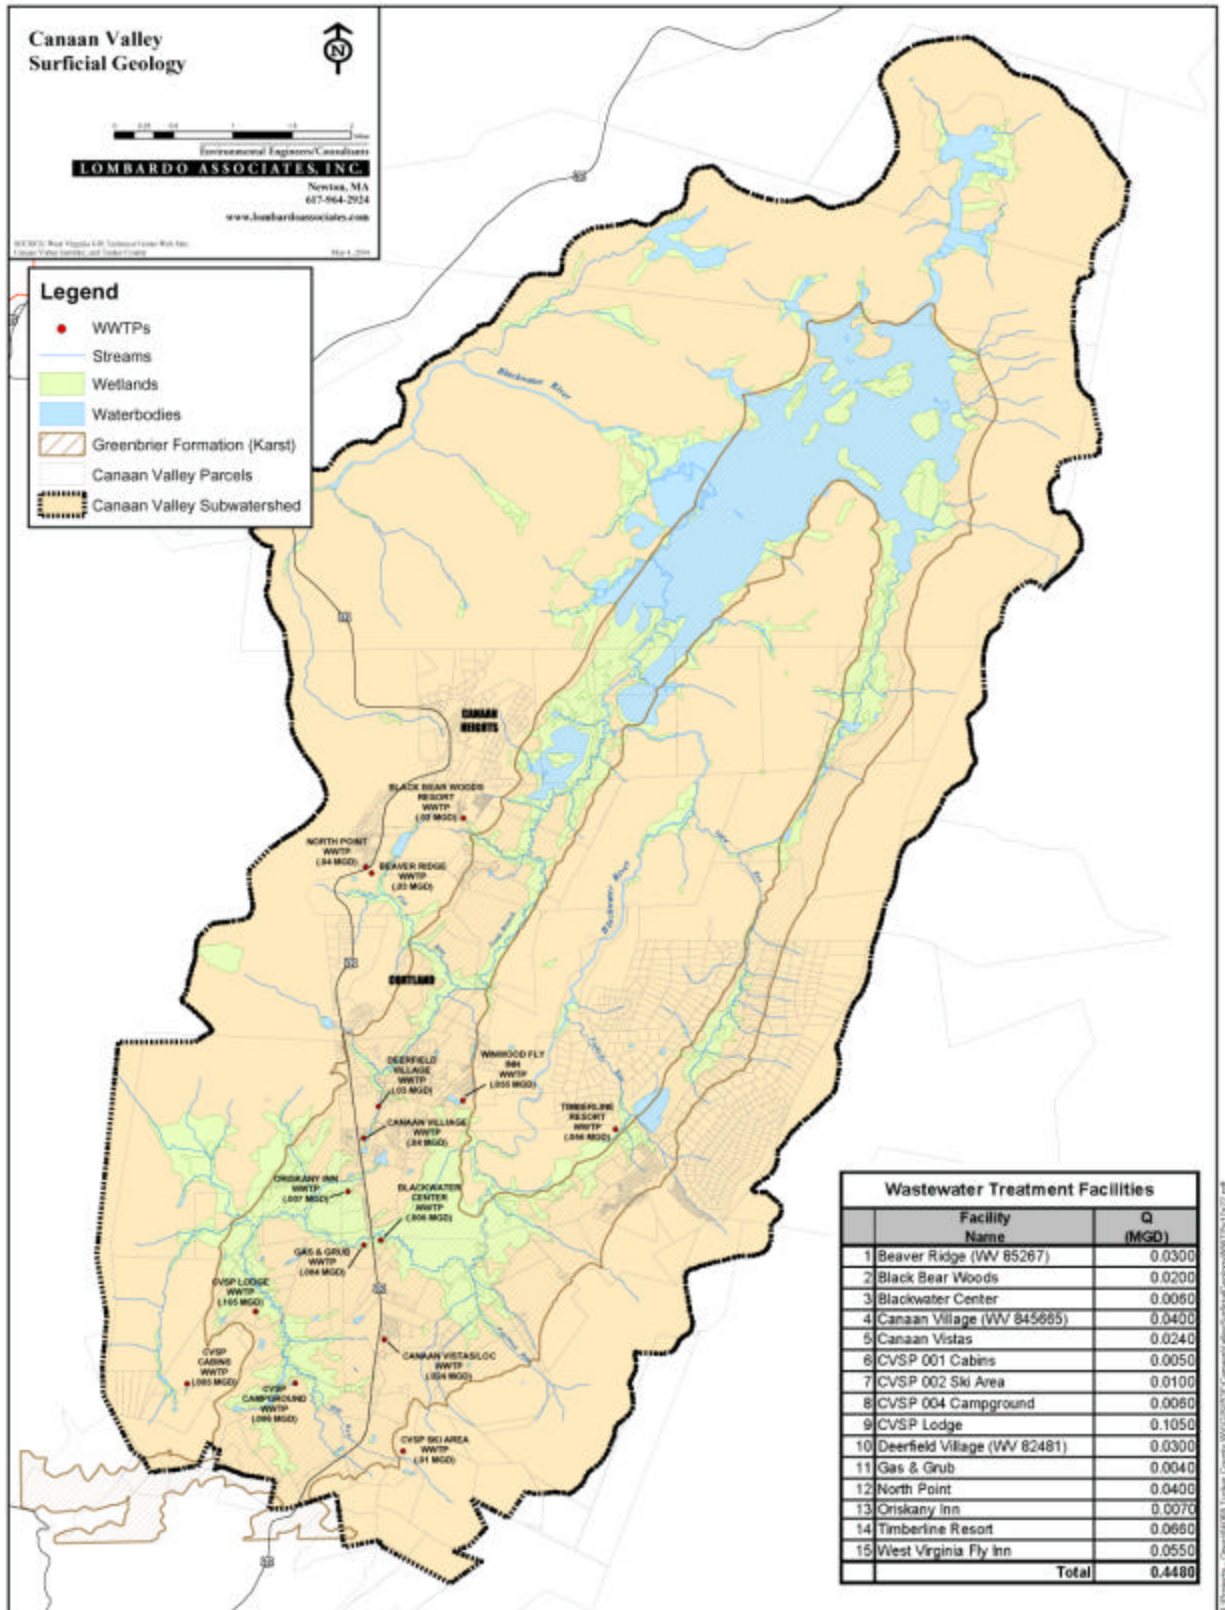 Canaan Valley
Surficial Geology
N
Environmental Engineers/Consultants
LOMBARDO ASSOCIATES, INC.
Newton, MA
617-964-2924
www.lombardoassociates.com
Legend
WWTPs
Streams
Wetlands
Waterbodies
Greenbrier Formation (Karst)
Canaan Valley Parcels
Canaan Valley Subwatershed
Blackwater River
CANAAN
HEIGHTS
BLACK BEAR WOODS
RESORT
WWTP
(.02 MGD)
NORTH POINT
WWTP
(.04 MGD)
BEAVER RIDGE
WWTP
(.03 MGD)
Blackwater River
CORTLAND
DEERFIELD
VILLAGE
WWTP
(.03 MGD)
WINWOOD FLY
INN
WWTP
(.055 MGD)
CANAAN VILLIAGE
WWTP
(.04 MGD)
TIMBERLINE
RESORT
WWTP
ORISKANY INN
WWTP
(.007 MGD)
BLACKWATER
CENTER
WWTP
(.006 MGD)
GAS & GRUB
WWTP
(.004 MGD)
CVSP LODGE
WWTP
(.105 MGD)
CVSP
CABINS
WWTP
CVSP
CAMPGROUND
WWTP
(.006 MGD)
CANAAN VISTAS/LOC
WWTP
(.024 MGD)
CVSP SKI AREA
WWTP
(.01 MGD)
Wastewater Treatment Facilities
Facility Name Q (MGD)
1 Beaver Ridge (WV 85267) 0.0300
2 Black Bear Woods 0.0200
3 Blackwater Center 0.0060
4 Canaan Village (WV 845665) 0.0400
5 Canaan Vistas 0.0240
6 CVSP 001 Cabins 0.0050
7 CVSP 002 Ski Area 0.0100
8 CVSP 004 Campground 0.0060
9 CVSP Lodge 0.1050
10 Deerfield Village (WV 82481) 0.0300
11 Gas & Grub 0.0040
12 North Point 0.0400
13 Oriskany Inn 0.0070
14 Timberline Resort 0.0660
15 West Virginia Fly Inn 0.0550
Total 0.4480